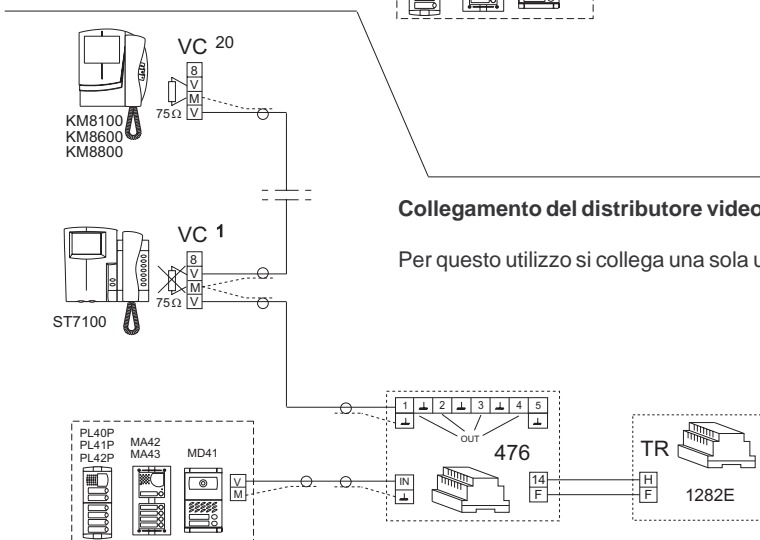 VC 20
8
V
M
V
75Ω
KM8100
KM8600
KM8800
Collegamento del distributore video
Per questo utilizzo si collega una sola
VC 1
8
V
M
V
75Ω
ST7100
1 ⊥ 2 ⊥ 3 ⊥ 4 5
⊥ ⊥
OUT
476
IN
⊥
14
F
TR
H
F
1282E
PL40P
PL41P
PL42P
MA42
MA43
MD41
V
M